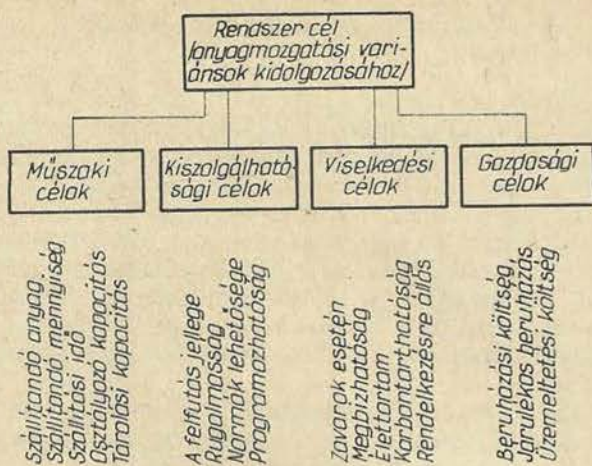 Rendszer cél
/anyagmozgatási vari-
ánsok kidolgozásához/
Műszaki
célok
Kiszolgálható-
sági célok
Viselkedési
célok
Gazdasági
célok
Szállítandó anyag
Szállítandó mennyiség
Szállítási idő
Osztályozó kapacitás
Tárolási kapacitás
A felfutás jellege
Rugalmasság
Normák lehetősége
Programozhatóság
Zavarok esetén
Megbízhatóság
Élettartam
Karbantarthatóság
Rendelkezésre állás
Beruházási költség
Járulékos beruházás
Üzemeltetési költség